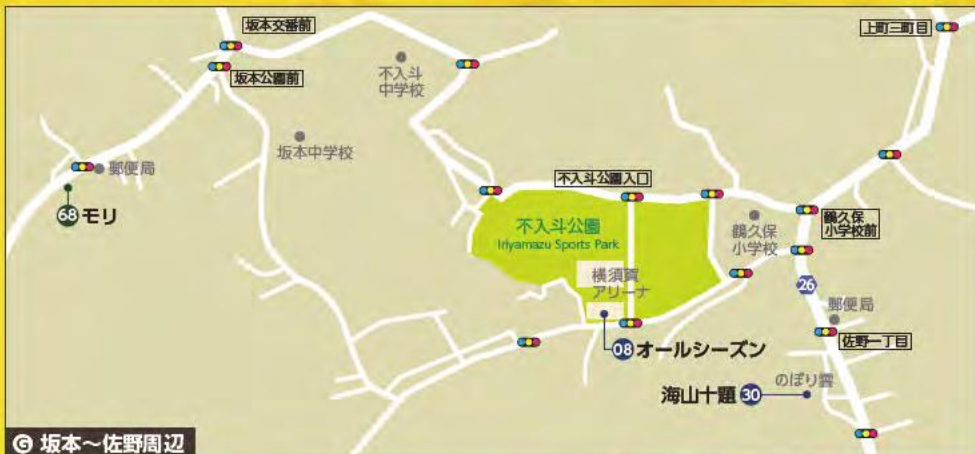 坂本交番前
上町三丁目
不入斗
中学校
坂本公園前
坂本中学校
郵便局
68 モリ
不入斗公園入口
不入斗公園
Iriyamazu Sports Park
鶴久保
小学校
鶴久保
小学校前
横須賀
アリーナ
26
郵便局
佐野一丁目
08 オールシーズン
のぼり雲
海山十題 30
G 坂本〜佐野周辺